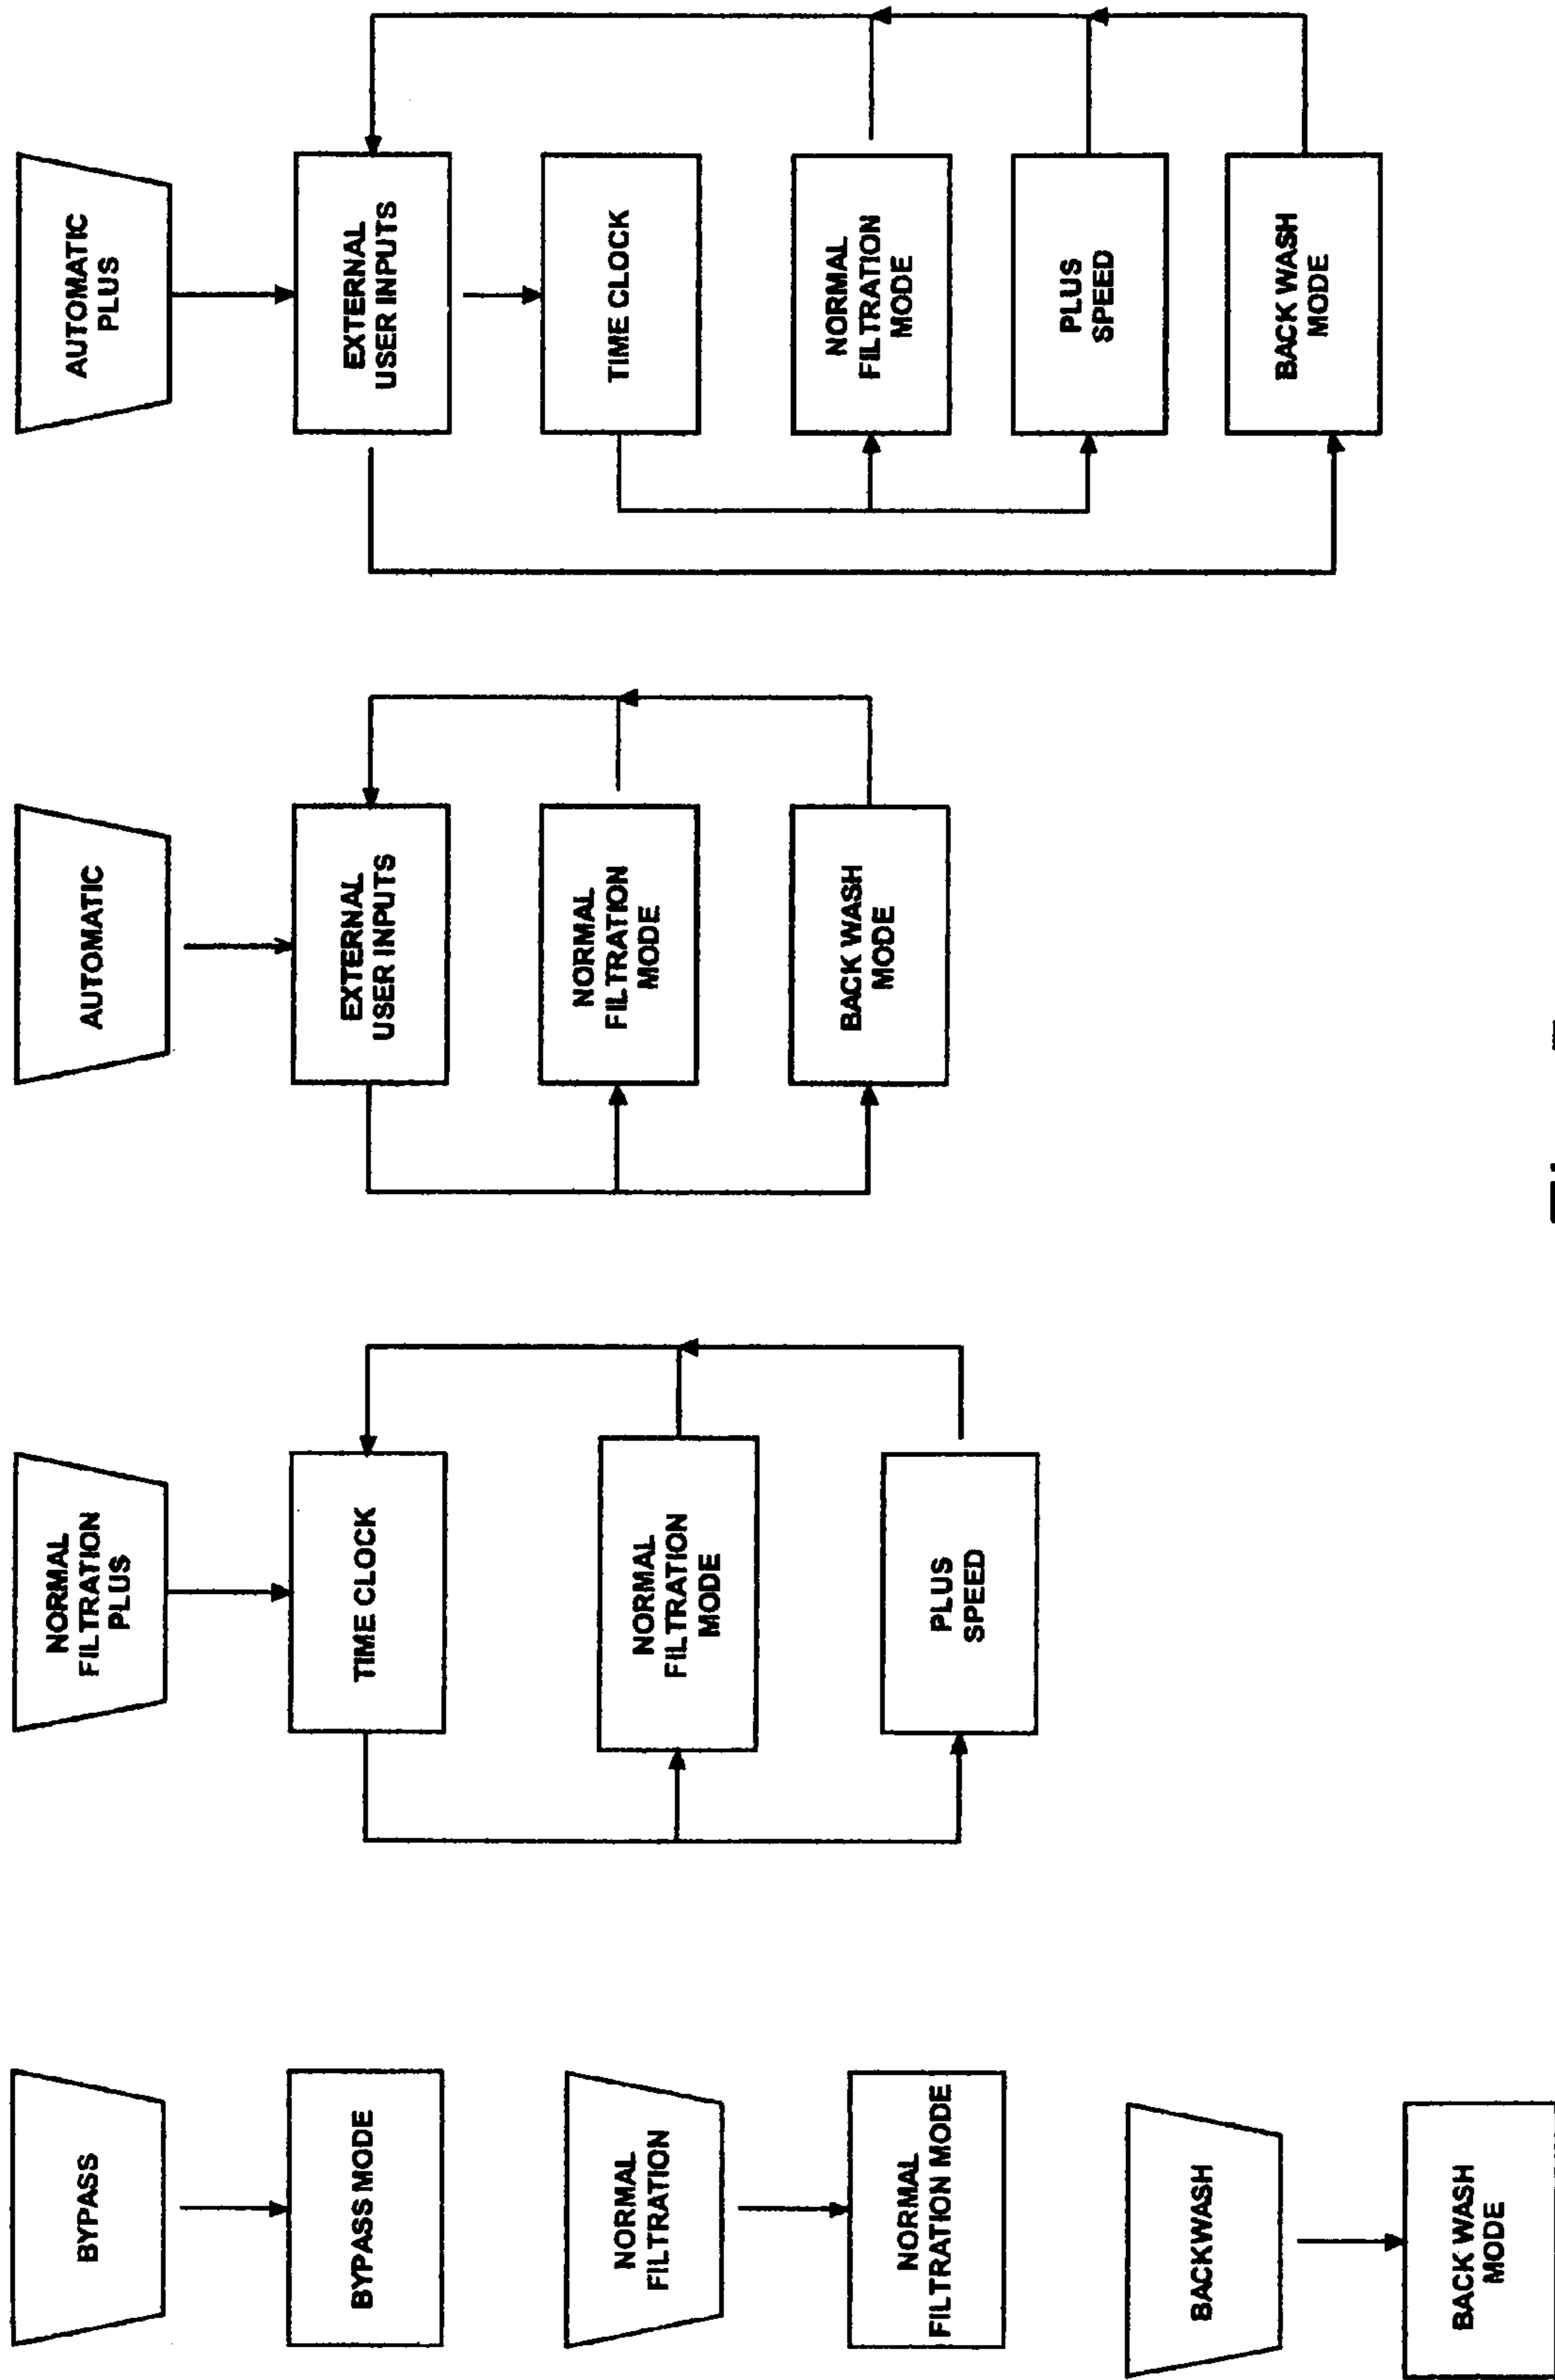 BYPASS
BYPASS MODE
NORMAL
FILTRATION
NORMAL
FILTRATION MODE
BACKWASH
BACK WASH
MODE
NORMAL
FILTRATION
PLUS
TIME CLOCK
NORMAL
FILTRATION
MODE
PLUS
SPEED
AUTOMATIC
EXTERNAL
USER INPUTS
NORMAL
FILTRATION
MODE
BACK WASH
MODE
AUTOMATIC
PLUS
EXTERNAL
USER INPUTS
TIME CLOCK
NORMAL
FILTRATION
MODE
PLUS
SPEED
BACK WASH
MODE